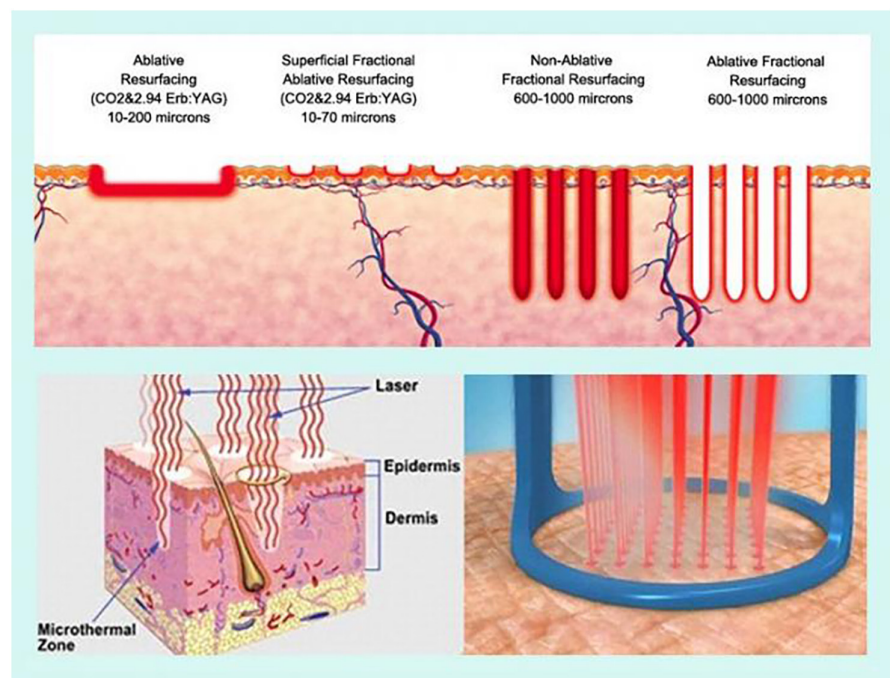 Ablative
Resurfacing
(CO2&2.94 Erb:YAG)
10-200 mircrons
Superficial Fractional
Ablative Resurfacing
(CO2&2.94 Erb:YAG)
10-70 mircrons
Non-Ablative
Fractional Resurfacing
600-1000 mircrons
Ablative Fractional
Resurfacing
600-1000 mircrons
Laser
Epidermis
Dermis
Microthermal
Zone